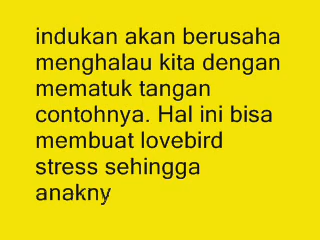 indukan akan berusaha
menghalau kita dengan
mematuk tangan
contohnya. Hal ini bisa
membuat lovebird
stress sehingga
anakny